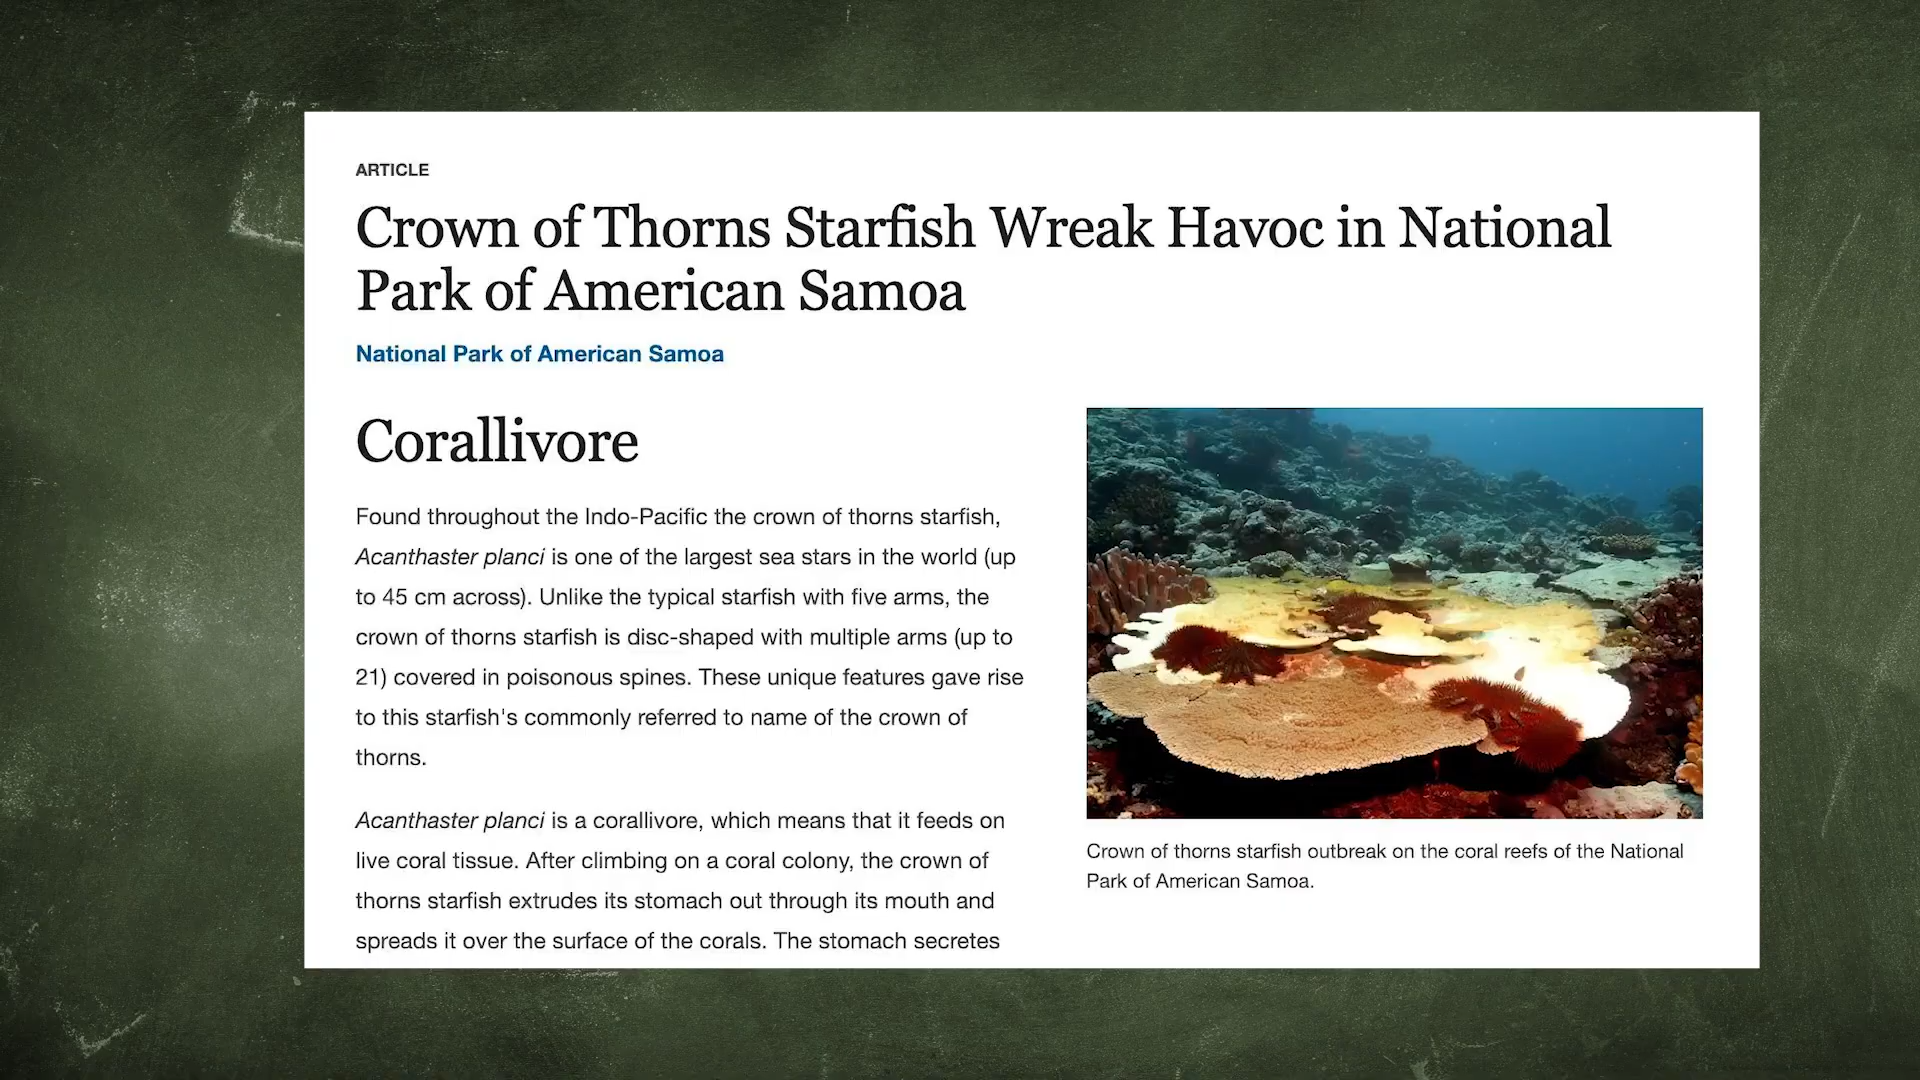 ARTICLE
Crown of Thorns Starfish Wreak Havoc in National
Park of American Samoa
National Park of American Samoa
Corallivore
Found throughout the Indo-Pacific the crown of thorns starfish,
Acanthaster planci is one of the largest sea stars in the world (up
to 45 cm across). Unlike the typical starfish with five arms, the
crown of thorns starfish is disc-shaped with multiple arms (up to
21) covered in poisonous spines. These unique features gave rise
to this starfish's commonly referred to name of the crown of
thorns.
Acanthaster planci is a corallivore, which means that it feeds on
live coral tissue. After climbing on a coral colony, the crown of
thorns starfish extrudes its stomach out through its mouth and
spreads it over the surface of the corals. The stomach secretes
Crown of thorns starfish outbreak on the coral reefs of the National
Park of American Samoa.